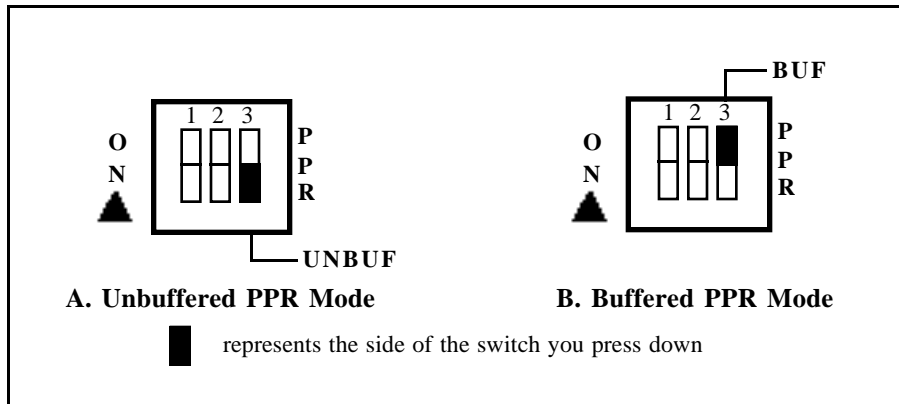 BUF
1 2 3
1 2 3
O
N
P
P
R
O
N
P
P
R
UNBUF
A. Unbuffered PPR Mode
B. Buffered PPR Mode
represents the side of the switch you press down